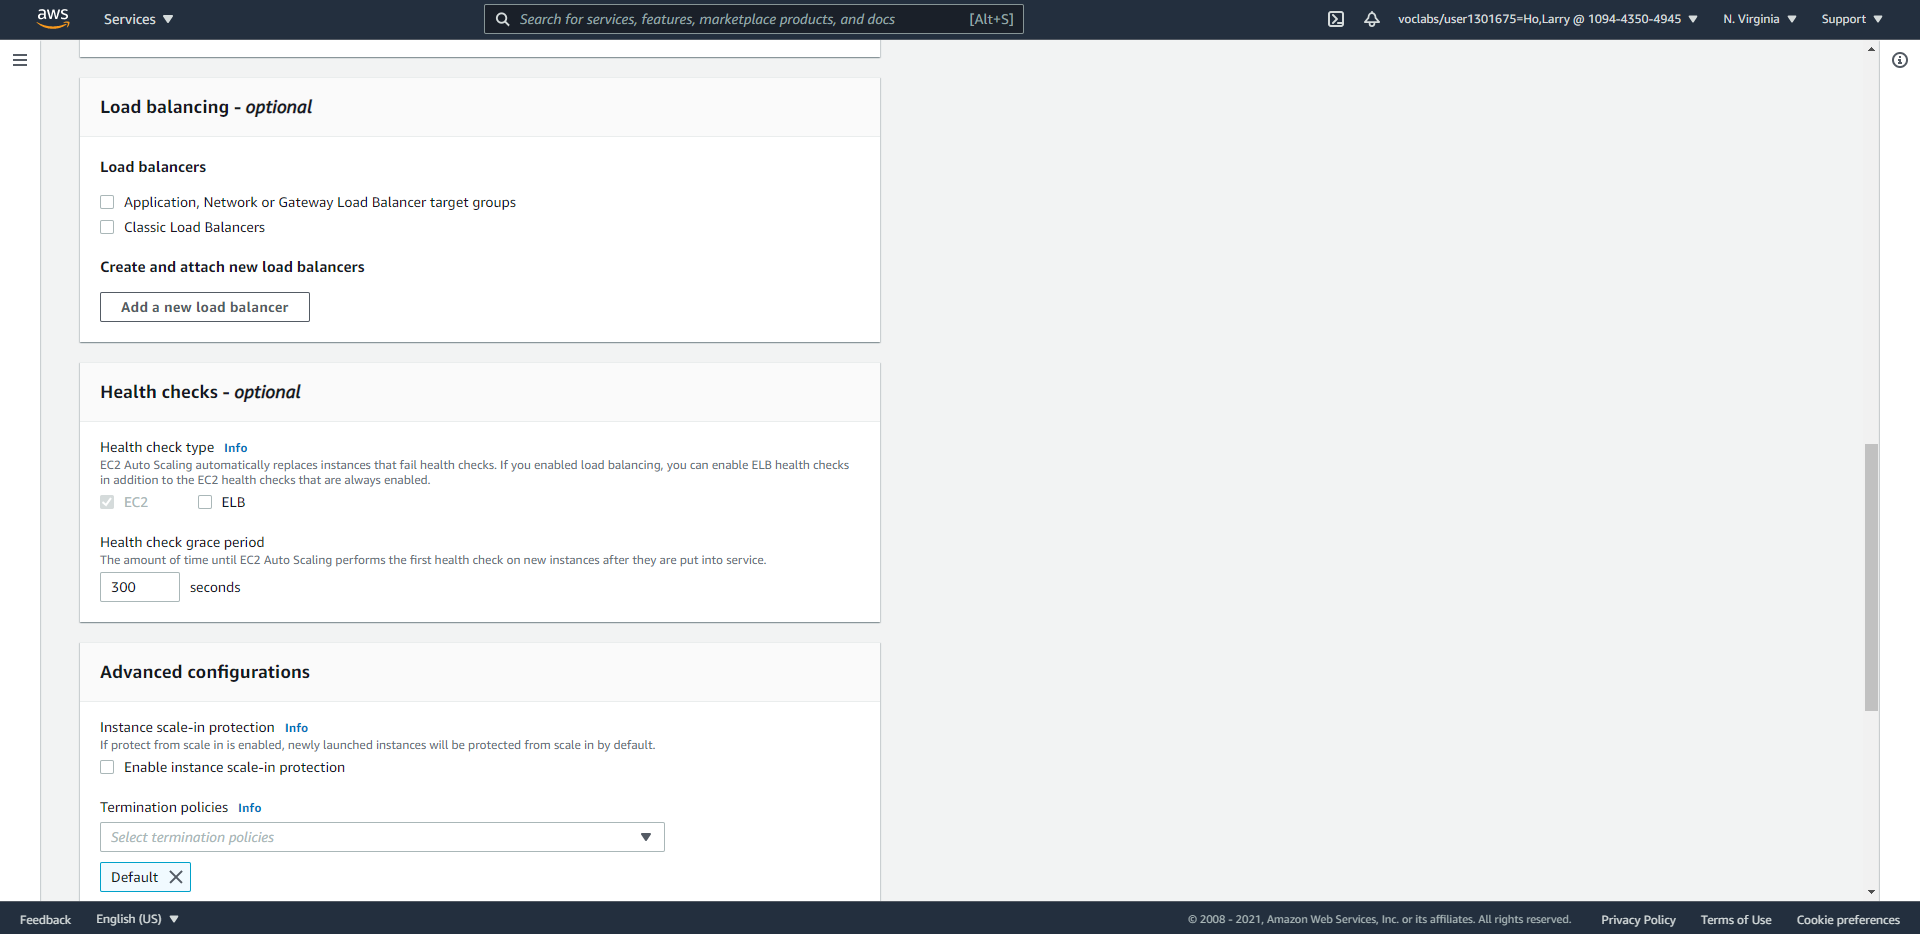 aws
Services
Search for services, features, marketplace products, and docs [Alt+S]
voclabs/user1301675=Ho,Larry @ 1094-4350-4945
N. Virginia
Support
Load balancing - optional
Load balancers
Application, Network or Gateway Load Balancer target groups
Classic Load Balancers
Create and attach new load balancers
Add a new load balancer
Health checks - optional
Health check type Info
EC2 Auto Scaling automatically replaces instances that fail health checks. If you enabled load balancing, you can enable ELB health checks
in addition to the EC2 health checks that are always enabled.
EC2 ELB
Health check grace period
The amount of time until EC2 Auto Scaling performs the first health check on new instances after they are put into service.
300 seconds
Advanced configurations
Instance scale-in protection Info
If protect from scale in is enabled, newly launched instances will be protected from scale in by default.
Enable instance scale-in protection
Termination policies Info
Select termination policies
Default
Feedback
English (US)
© 2008 - 2021, Amazon Web Services, Inc. or its affiliates. All rights reserved.
Privacy Policy
Terms of Use
Cookie preferences